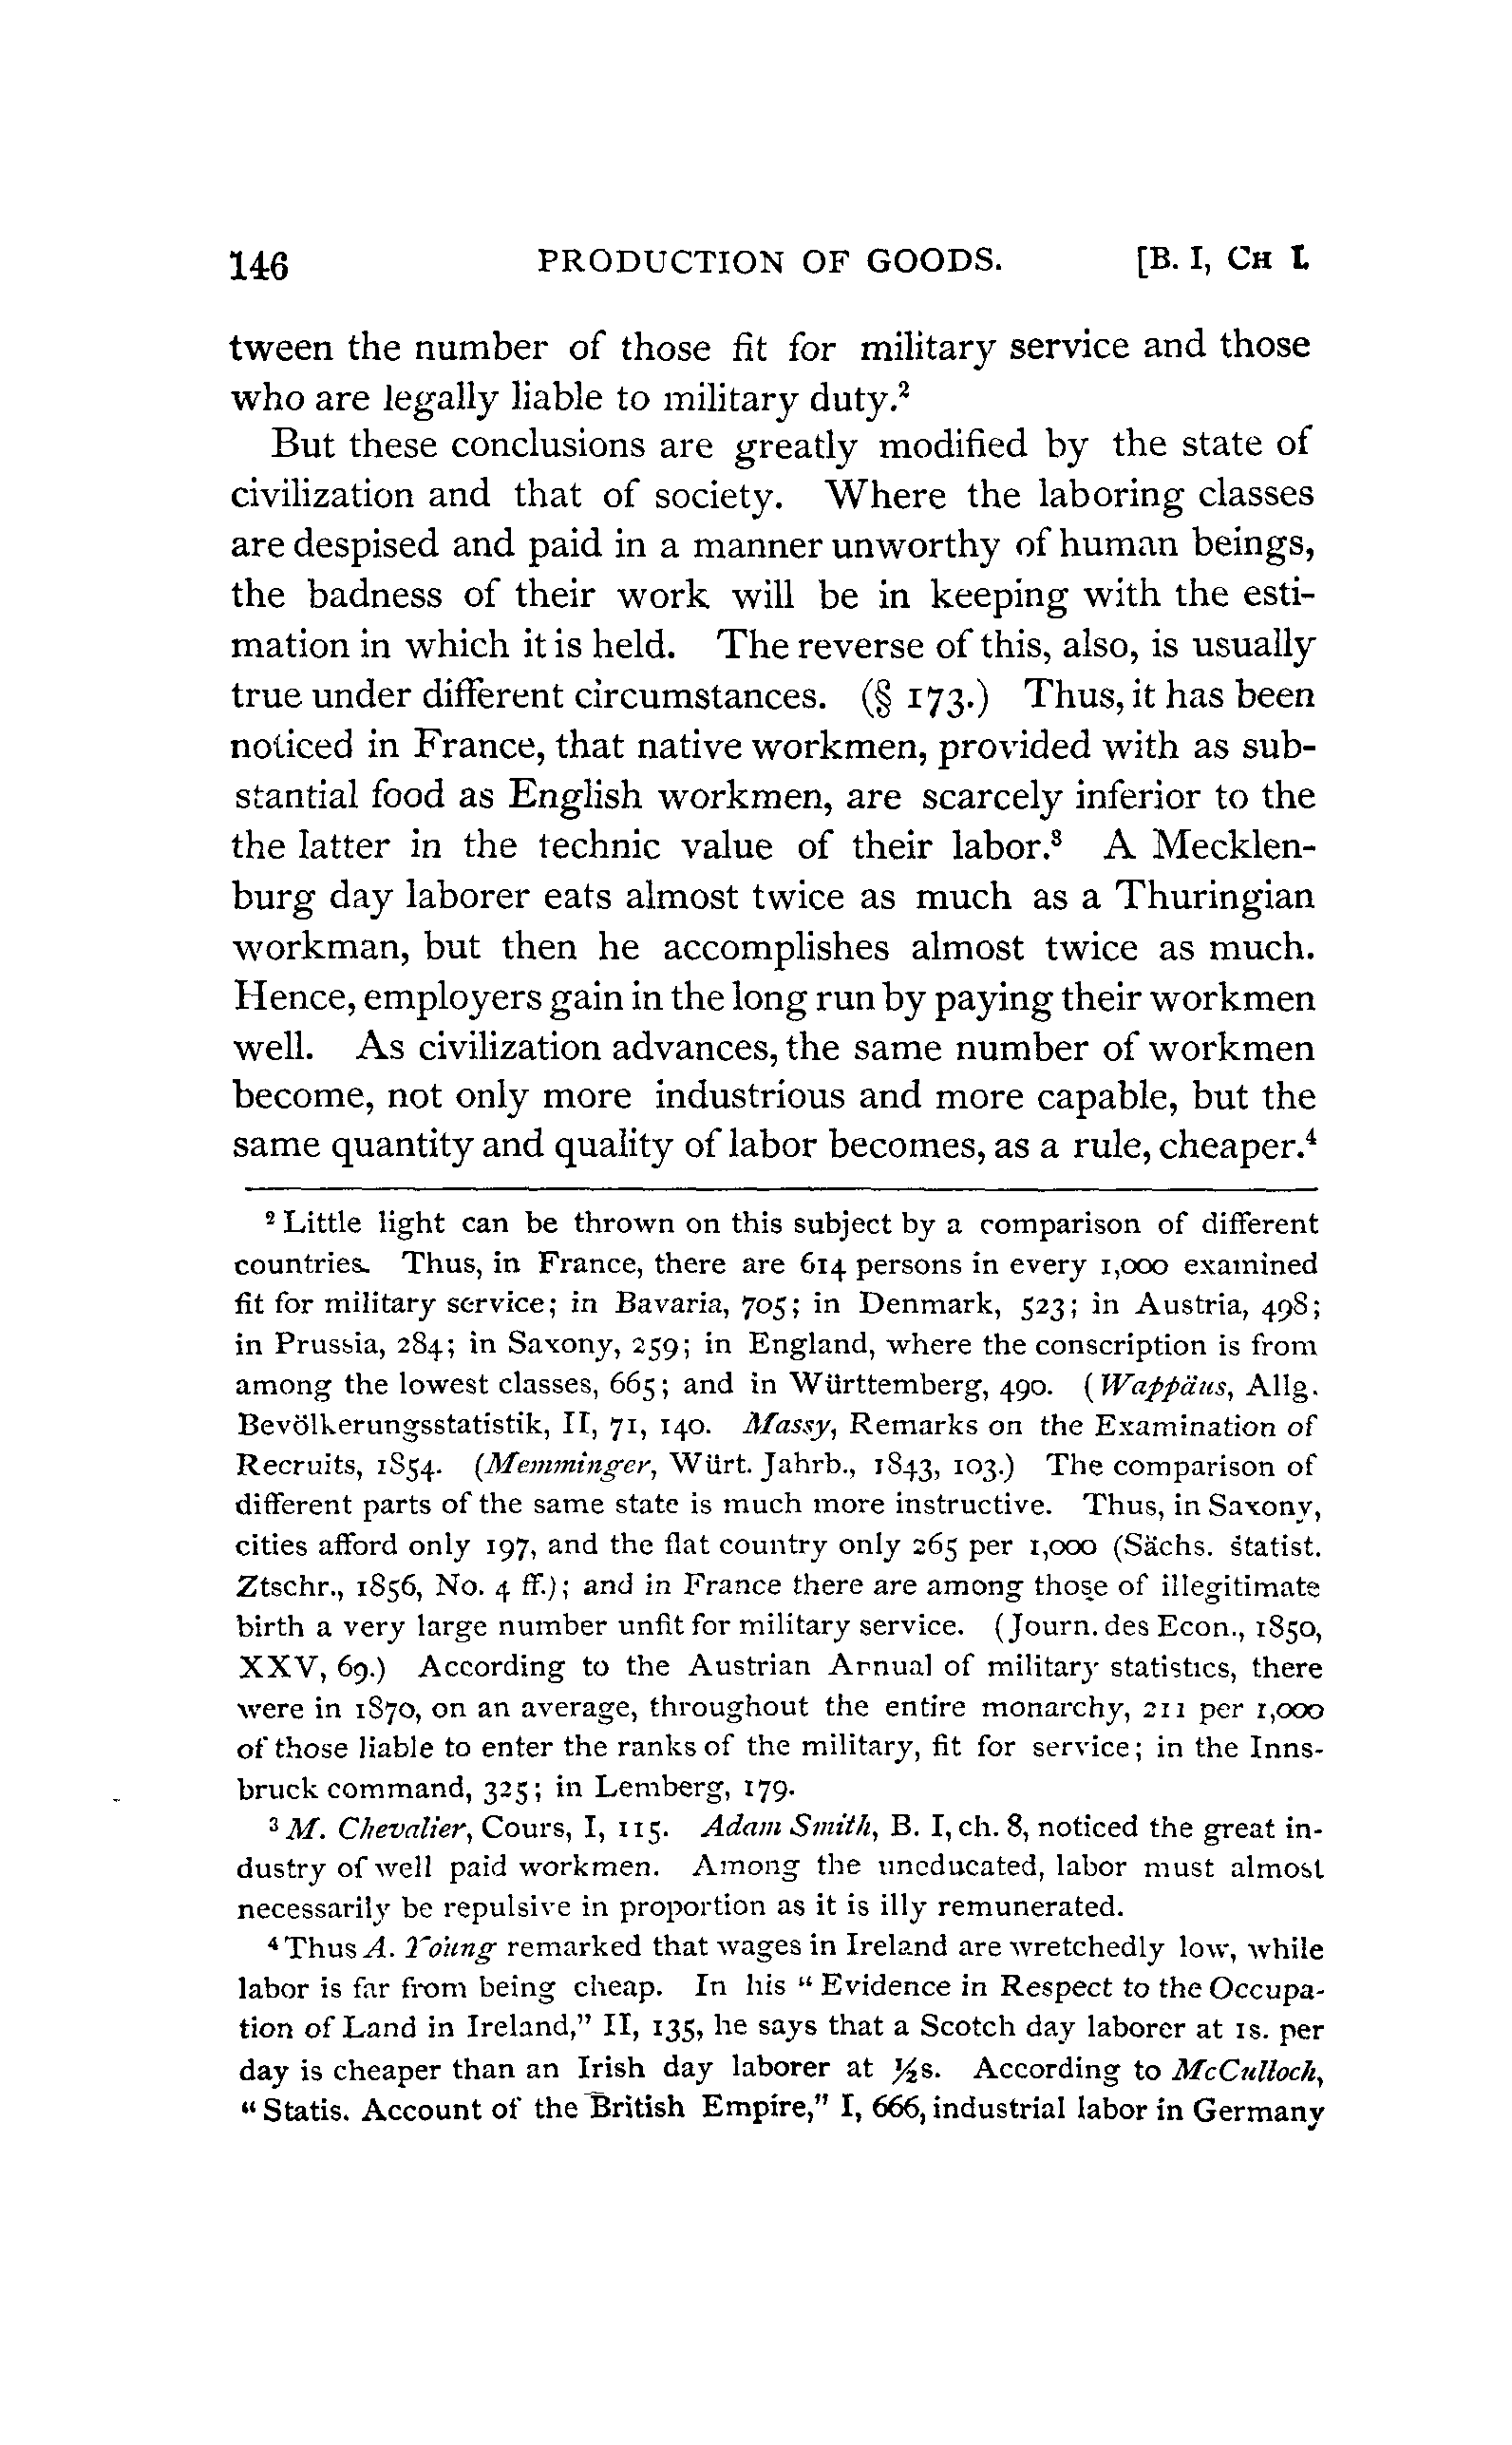 146 PRODUCTION OF GOODS. [B. I, CH I.
tween the number of those fit for military service and those
who are legally liable to military duty.²
But these conclusions are greatly modified by the state of
civilization and that of society. Where the laboring classes
are despised and paid in a manner unworthy of human beings,
the badness of their work will be in keeping with the esti-
mation in which it is held. The reverse of this, also, is usually
true under different circumstances. (§ 173.) Thus, it has been
noticed in France, that native workmen, provided with as sub-
stantial food as English workmen, are scarcely inferior to the
the latter in the technic value of their labor.³ A Mecklen-
burg day laborer eats almost twice as much as a Thuringian
workman, but then he accomplishes almost twice as much.
Hence, employers gain in the long run by paying their workmen
well. As civilization advances, the same number of workmen
become, not only more industrious and more capable, but the
same quantity and quality of labor becomes, as a rule, cheaper.⁴
² Little light can be thrown on this subject by a comparison of different
countries. Thus, in France, there are 614 persons in every 1,000 examined
fit for military service; in Bavaria, 705; in Denmark, 523; in Austria, 498;
in Prussia, 284; in Saxony, 259; in England, where the conscription is from
among the lowest classes, 665; and in Württemberg, 490. (Wappäus, Allg.
Bevölkerungsstatistik, II, 71, 140. Massy, Remarks on the Examination of
Recruits, 1854. (Memminger, Würt. Jahrb., 1843, 103.) The comparison of
different parts of the same state is much more instructive. Thus, in Saxony,
cities afford only 197, and the flat country only 265 per 1,000 (Sächs. statist.
Ztschr., 1856, No. 4 ff.); and in France there are among those of illegitimate
birth a very large number unfit for military service. (Journ. des Econ., 1850,
XXV, 69.) According to the Austrian Annual of military statistics, there
were in 1870, on an average, throughout the entire monarchy, 211 per 1,000
of those liable to enter the ranks of the military, fit for service; in the Inns-
bruck command, 325; in Lemberg, 179.
³ M. Chevalier, Cours, I, 115. Adam Smith, B. I, ch. 8, noticed the great in-
dustry of well paid workmen. Among the uneducated, labor must almost
necessarily be repulsive in proportion as it is illy remunerated.
⁴ Thus A. Young remarked that wages in Ireland are wretchedly low, while
labor is far from being cheap. In his "Evidence in Respect to the Occupa-
tion of Land in Ireland," II, 135, he says that a Scotch day laborer at 1s. per
day is cheaper than an Irish day laborer at ½s. According to McCulloch,
"Statis. Account of the British Empire," I, 666, industrial labor in Germany